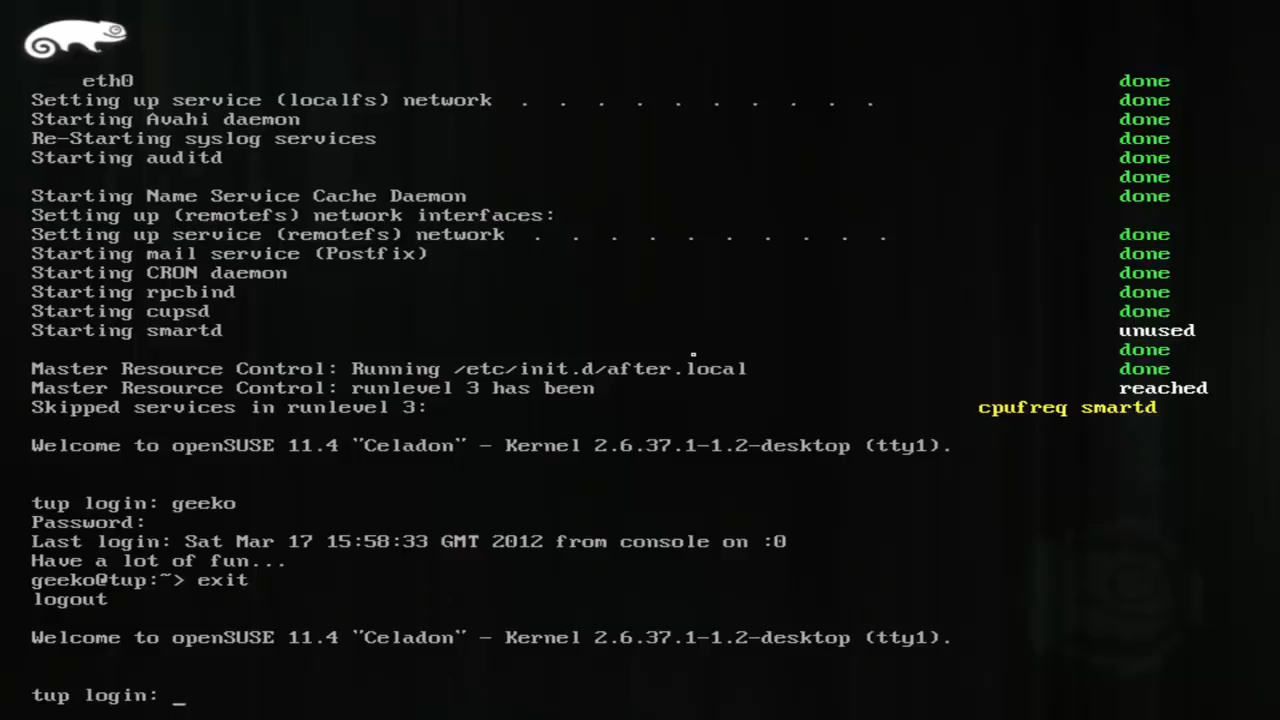 eth0 done
Setting up service (localfs) network . . . . . . . . . . done
Starting Avahi daemon done
Re-Starting syslog services done
Starting auditd done
done
Starting Name Service Cache Daemon done
Setting up (remotefs) network interfaces:
Setting up service (remotefs) network . . . . . . . . . . done
Starting mail service (Postfix) done
Starting CRON daemon done
Starting rpcbind done
Starting cupsd done
Starting smartd unused
done
Master Resource Control: Running /etc/init.d/after.local done
Master Resource Control: runlevel 3 has been reached
Skipped services in runlevel 3: cpufreq smartd
Welcome to openSUSE 11.4 "Celadon" - Kernel 2.6.37.1-1.2-desktop (tty1).
tup login: geeko
Password:
Last login: Sat Mar 17 15:58:33 GMT 2012 from console on :0
Have a lot of fun...
geeko@tup:~> exit
logout
Welcome to openSUSE 11.4 "Celadon" - Kernel 2.6.37.1-1.2-desktop (tty1).
tup login: _